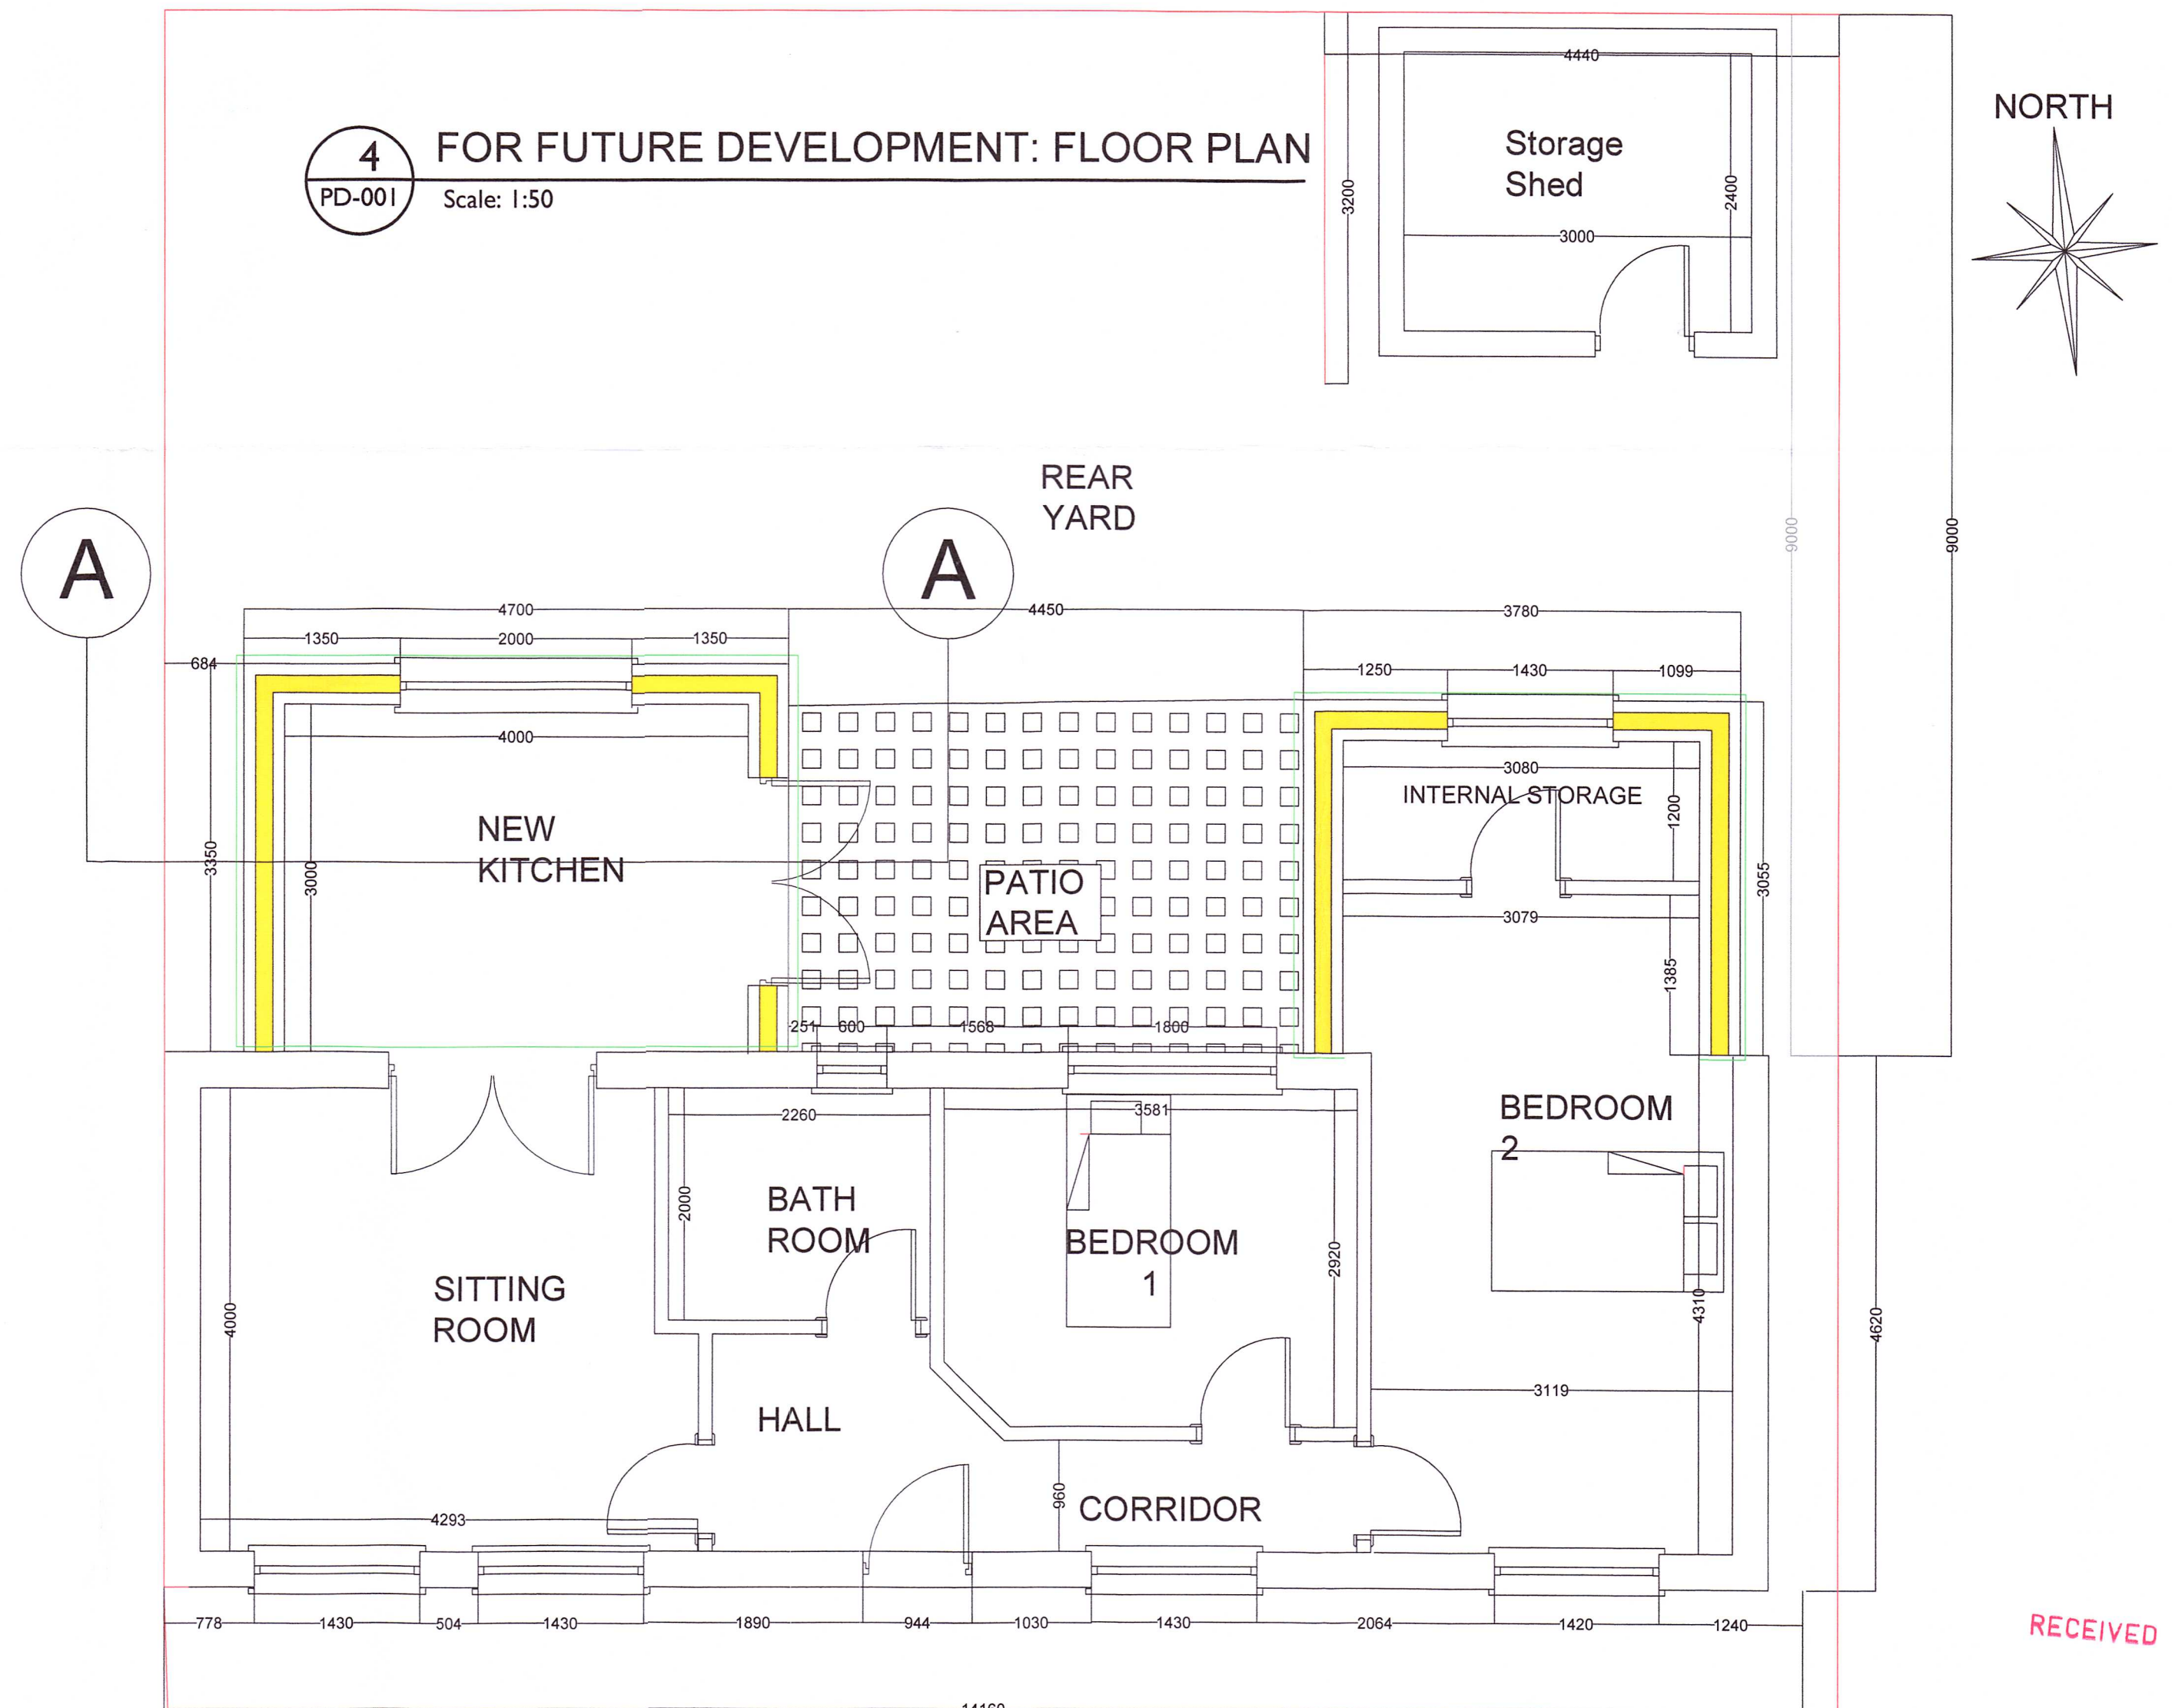 4440
NORTH
4
FOR FUTURE DEVELOPMENT: FLOOR PLAN
PD-001
Scale: 1:50
Storage
Shed
3200
2400
3000
REAR
YARD
9000
9000
A
A
4700
4450
3780
1350
2000
1350
684
1250
1430
1099
4000
3080
INTERNAL STORAGE
1200
NEW
KITCHEN
3350
3000
PATIO
AREA
3055
3079
1385
251
600
1568
1800
2260
3581
BEDROOM
2
2000
BATH
ROOM
BEDROOM
1
2920
SITTING
ROOM
4000
4310
4620
3119
HALL
960
CORRIDOR
4293
778
1430
504
1430
1890
944
1030
1430
2064
1420
1240
RECEIVED
14160